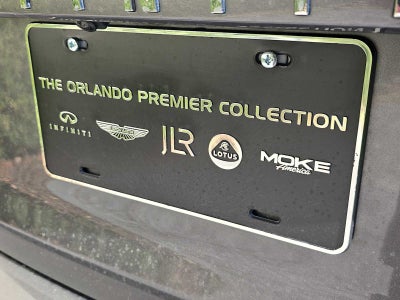 THE ORLANDO PREMIER COLLECTION
INFINITI
JLR
LOTUS
MOKE
America